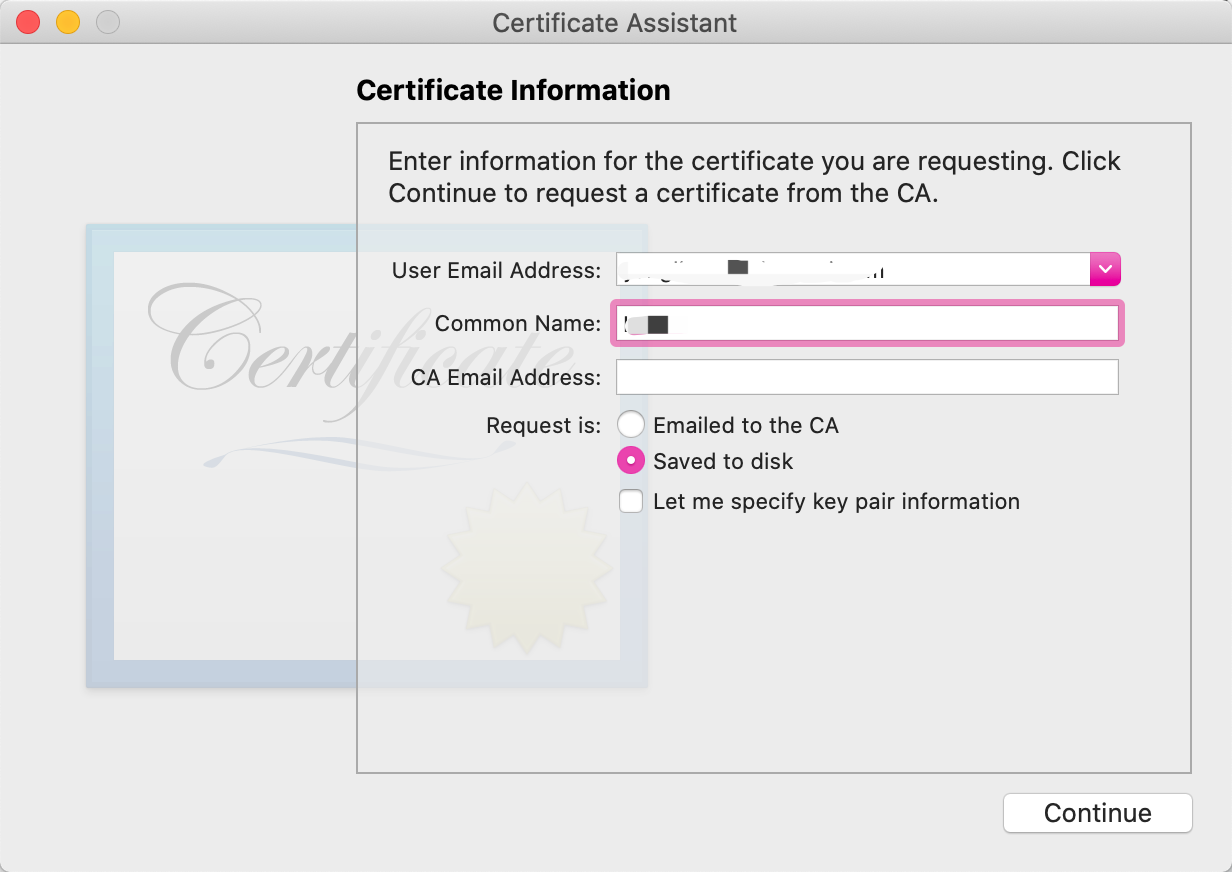 Certificate Assistant
Certificate Information
Enter information for the certificate you are requesting. Click
Continue to request a certificate from the CA.
Certificate
User Email Address:
Common Name:
CA Email Address:
Request is:
Emailed to the CA
Saved to disk
Let me specify key pair information
Continue